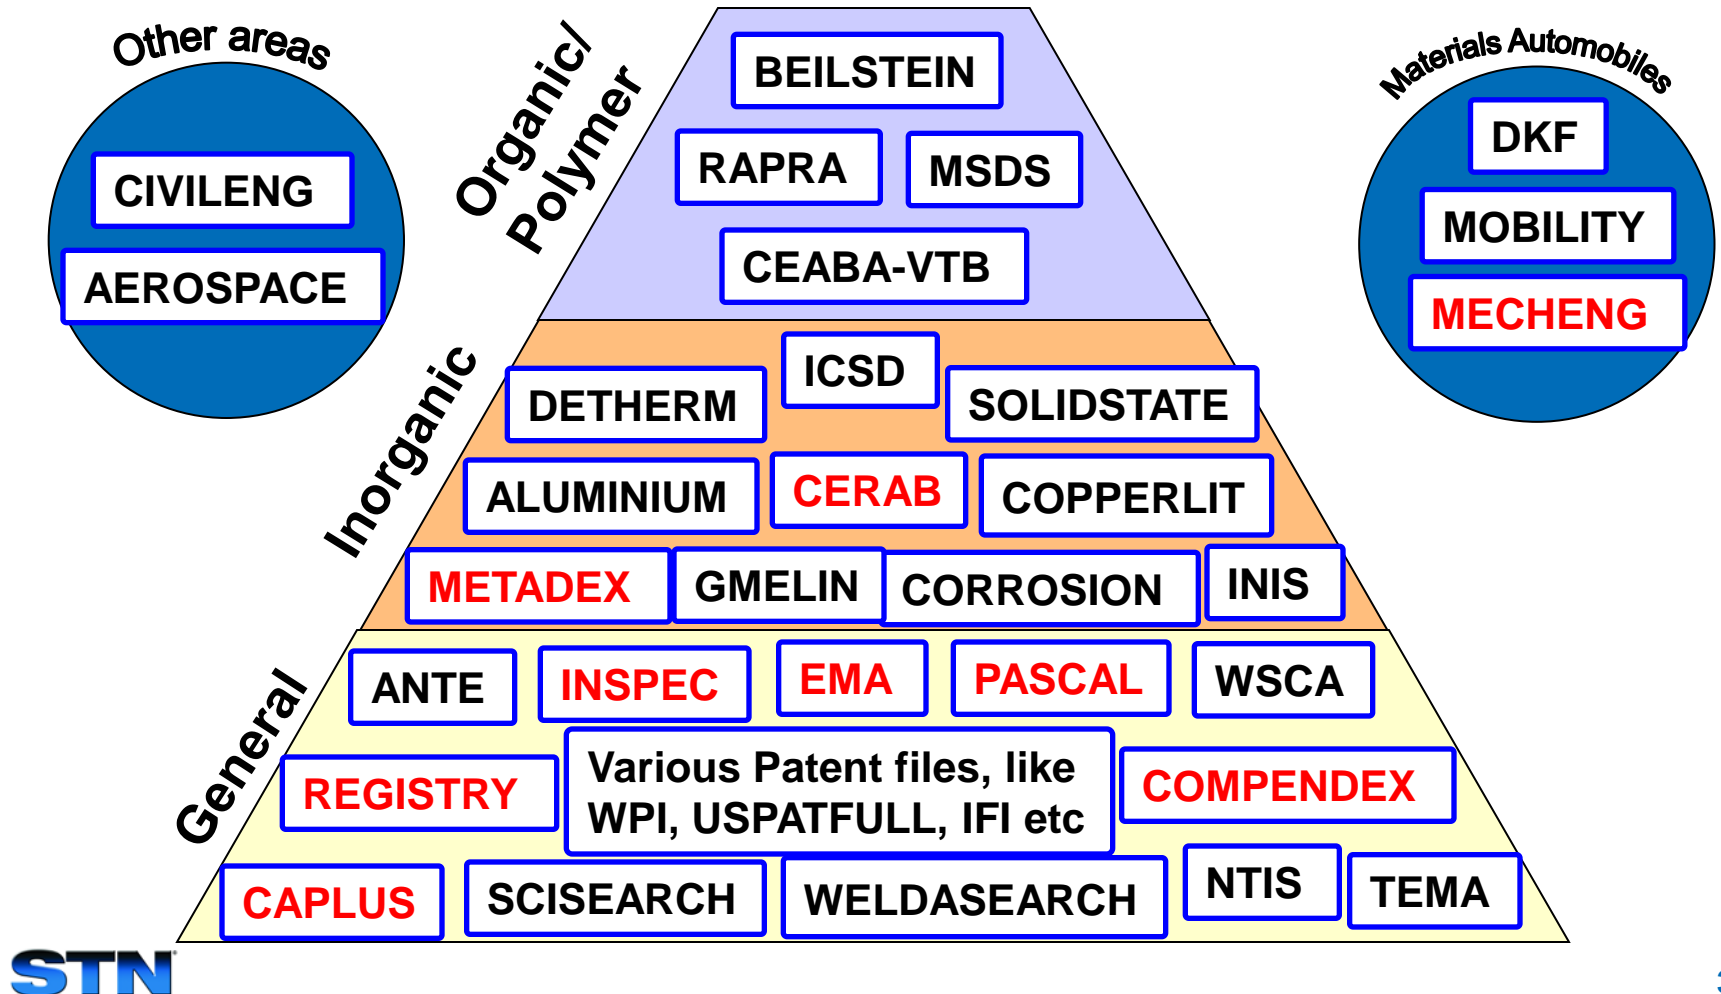 Other areas
CIVILENG
AEROSPACE
Organic/
Polymer
BEILSTEIN
RAPRA
MSDS
CEABA-VTB
Materials Automobiles
DKF
MOBILITY
MECHENG
Inorganic
ICSD
DETHERM
SOLIDSTATE
ALUMINIUM
CERAB
COPPERLIT
METADEX
GMELIN
CORROSION
INIS
General
ANTE
INSPEC
EMA
PASCAL
WSCA
REGISTRY
Various Patent files, like
WPI, USPATFULL, IFI etc
COMPENDEX
CAPLUS
SCISEARCH
WELDASEARCH
NTIS
TEMA
STN